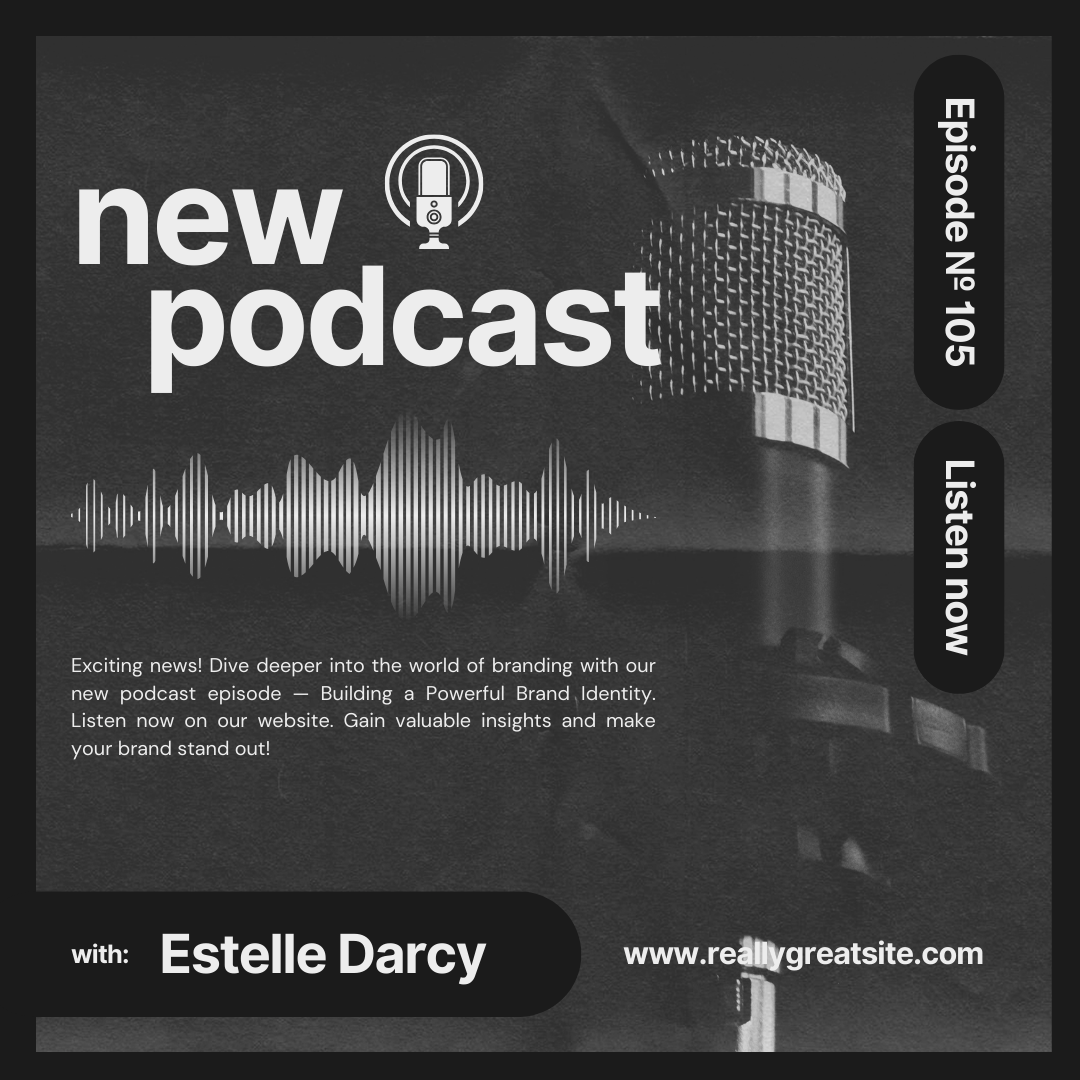 new
podcast
Episode Nº 105
Listen now
Exciting news! Dive deeper into the world of branding with our
new podcast episode — Building a Powerful Brand Identity.
Listen now on our website. Gain valuable insights and make
your brand stand out!
with: Estelle Darcy
www.reallygreatsite.com